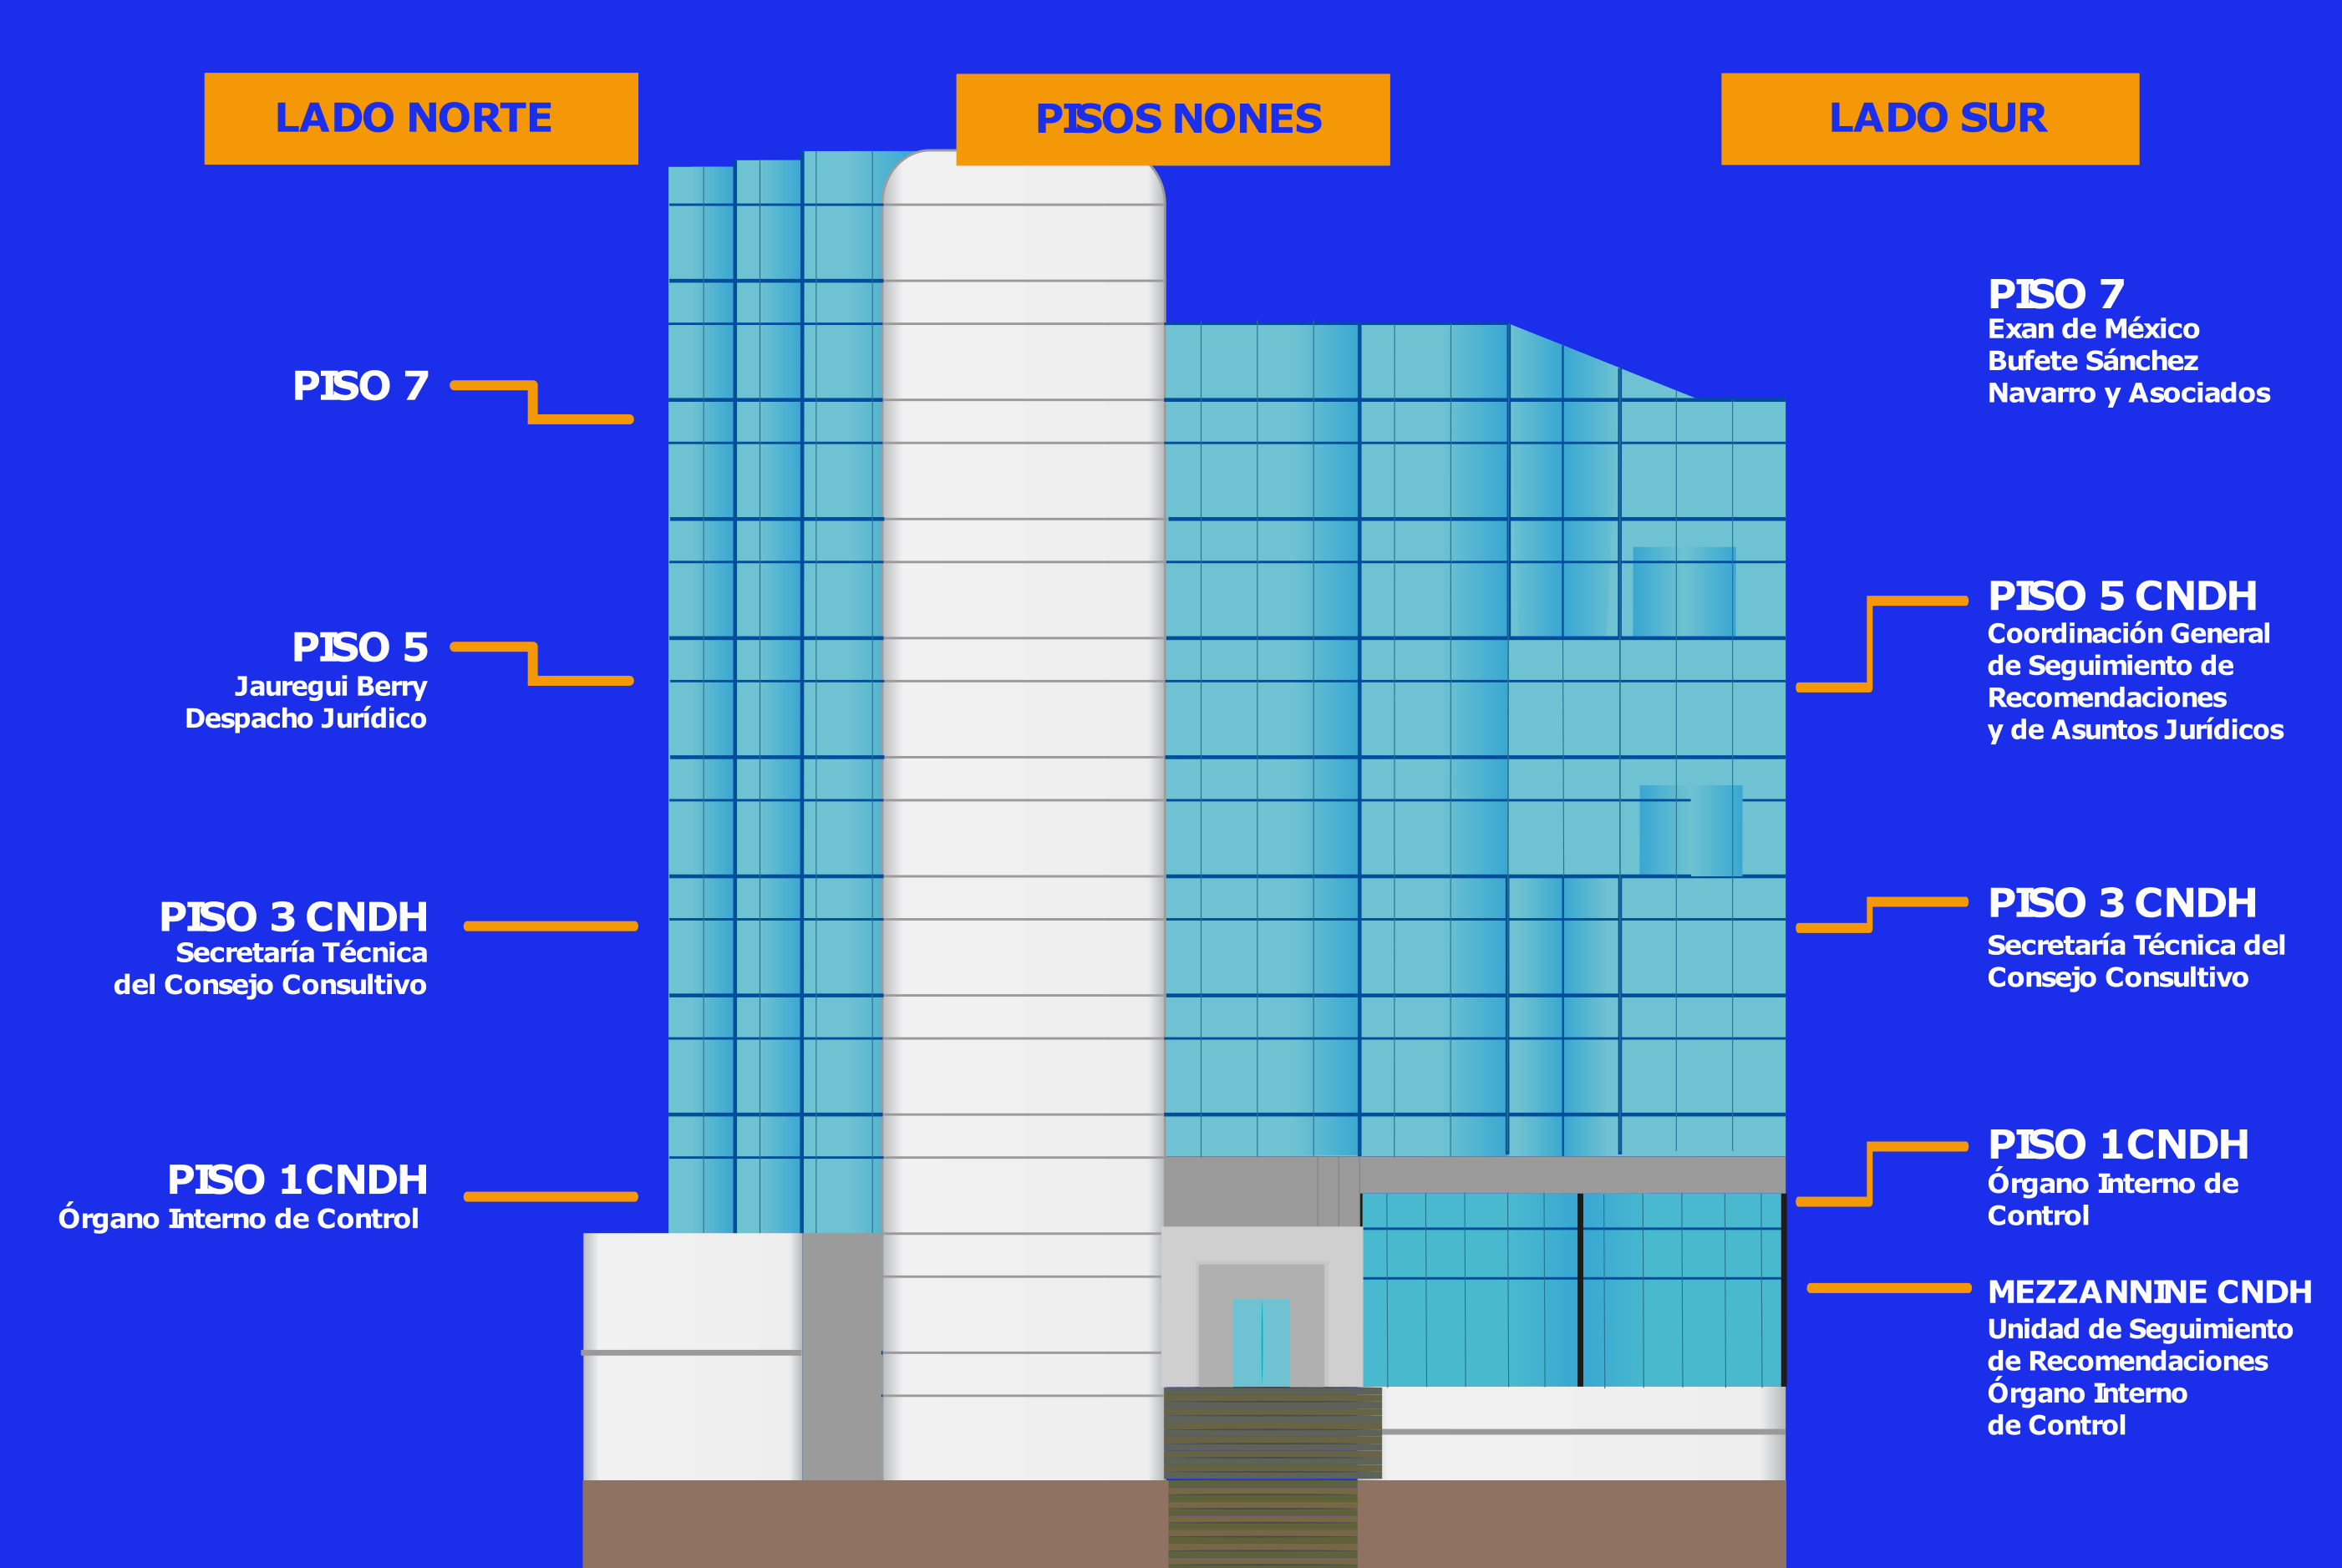 LADO NORTE
PISOS NONES
LADO SUR
PISO 7
PISO 5
Jauregui Berry
Despacho Jurídico
PISO 3 CNDH
Secretaría Técnica
del Consejo Consultivo
PISO 1 CNDH
Órgano Interno de Control
PISO 7
Exan de México
Bufete Sánchez
Navarro y Asociados
PISO 5 CNDH
Coordinación General
de Seguimiento de
Recomendaciones
y de Asuntos Jurídicos
PISO 3 CNDH
Secretaría Técnica del
Consejo Consultivo
PISO 1 CNDH
Órgano Interno de
Control
MEZZANNINE CNDH
Unidad de Seguimiento
de Recomendaciones
Órgano Interno
de Control